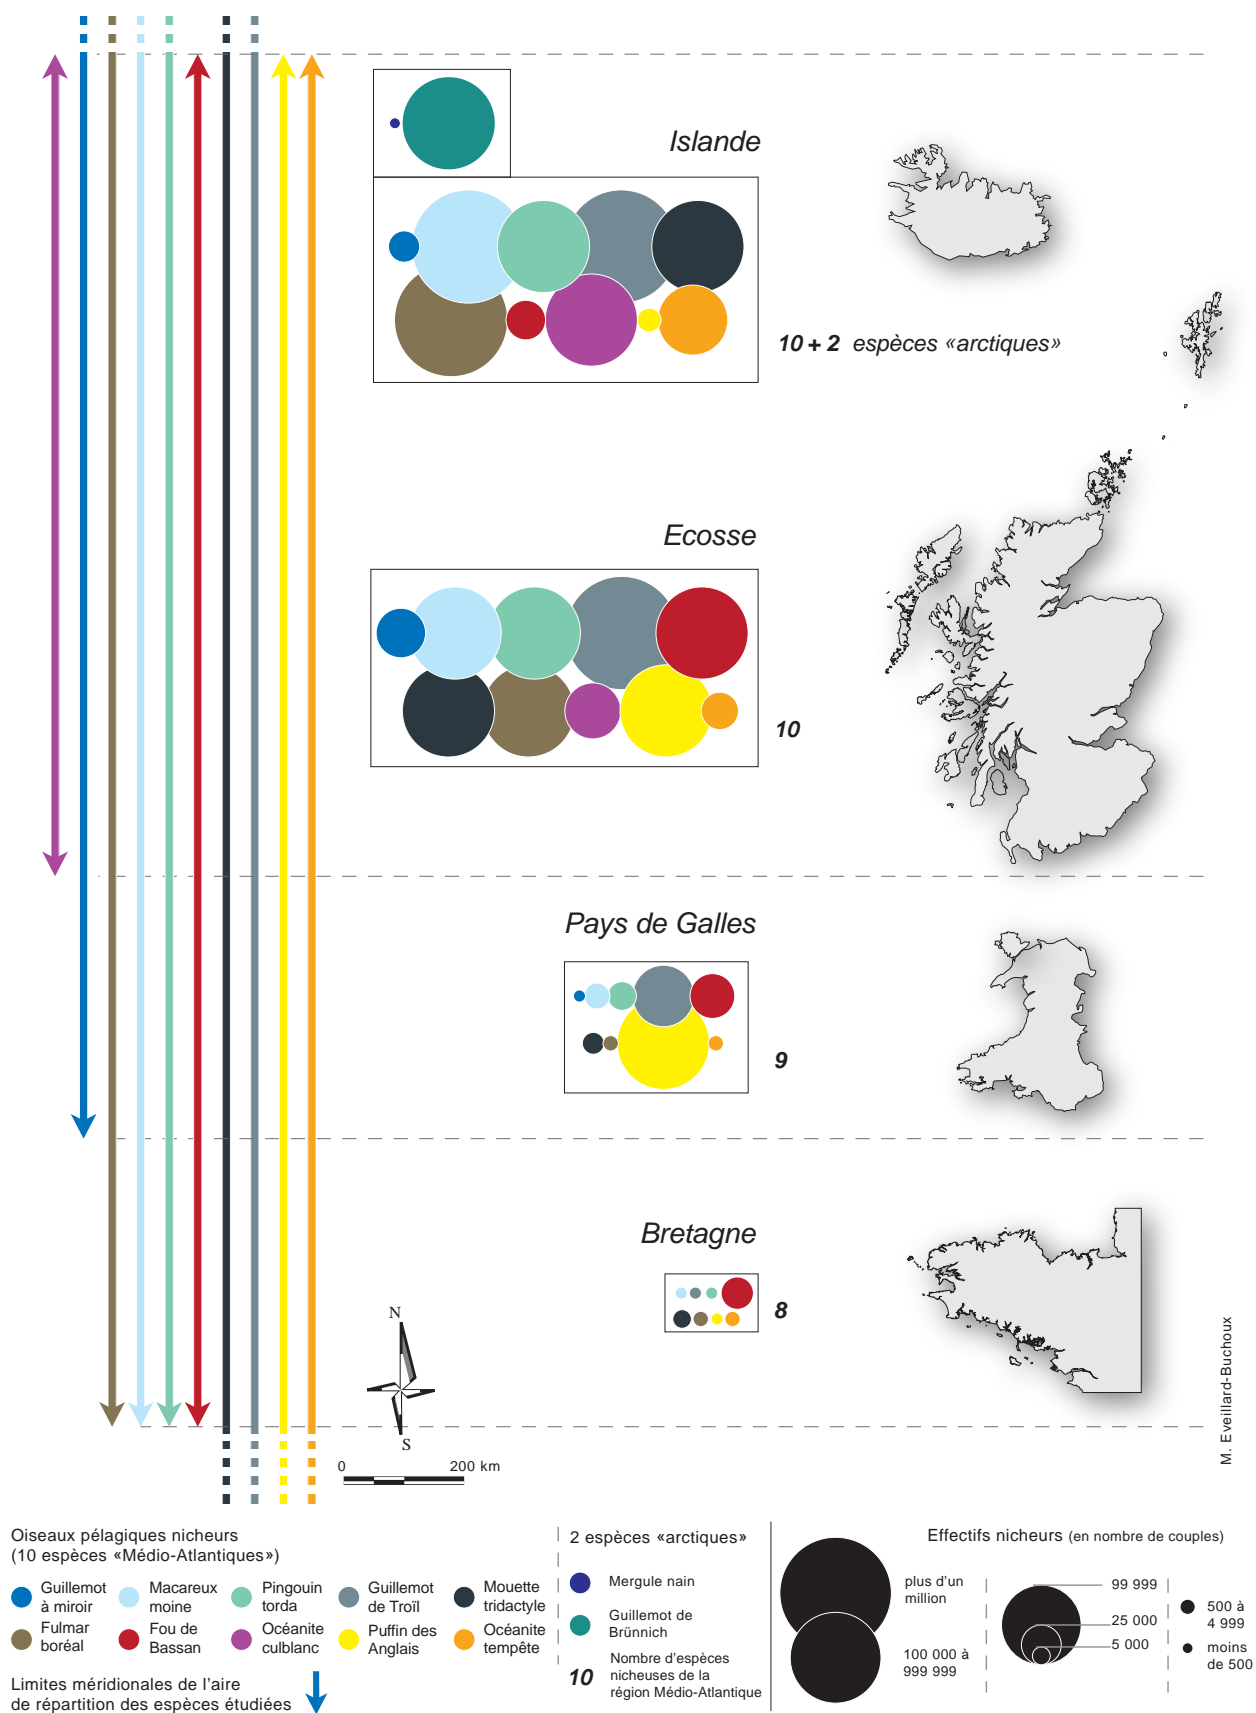 Islande
10 + 2 espèces «arctiques»
Ecosse
10
Pays de Galles
9
Bretagne
8
N
S
0 200 km
M. Eveillard-Buchoux
Oiseaux pélagiques nicheurs
(10 espèces «Médio-Atlantiques»)
Guillemot
à miroir
Macareux
moine
Pingouin
torda
Guillemot
de Troïl
Mouette
tridactyle
Fulmar
boréal
Fou de
Bassan
Océanite
culblanc
Puffin des
Anglais
Océanite
tempête
Limites méridionales de l'aire
de répartition des espèces étudiées
2 espèces «arctiques»
Mergule nain
Guillemot de
Brünnich
10
Nombre d'espèces
nicheuses de la
région Médio-Atlantique
Effectifs nicheurs (en nombre de couples)
plus d'un
million
100 000 à
999 999
99 999
25 000
5 000
500 à
4 999
moins
de 500